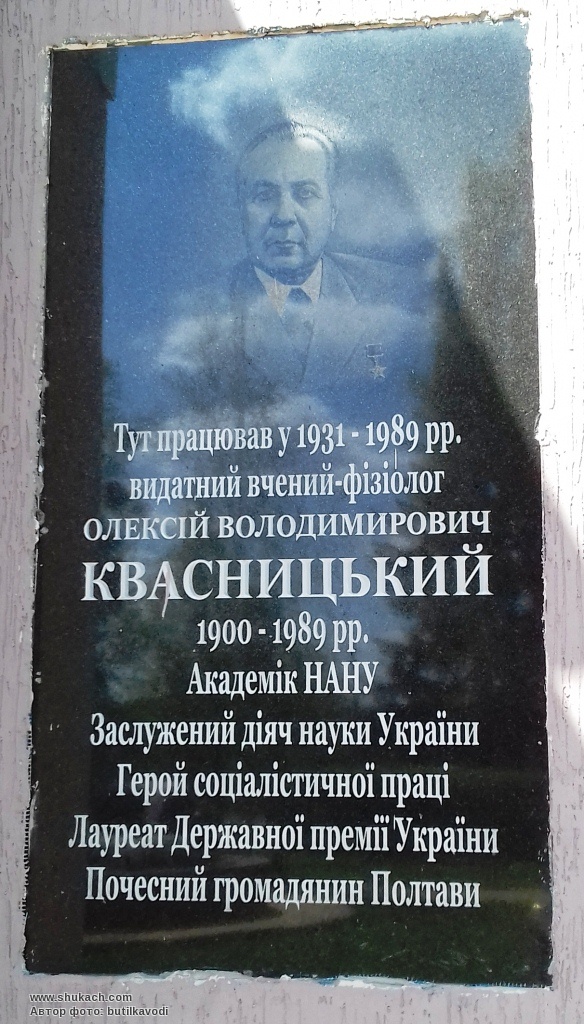 Тут працював у 1931 - 1989 рр.
видатний вчений-фізіолог
ОЛЕКСІЙ ВОЛОДИМИРОВИЧ
КВАСНИЦЬКИЙ
1900 - 1989 рр.
Академік НАНУ
Заслужений діяч науки України
Герой соціалістичної праці
Лауреат Державної премії України
Почесний громадянин Полтави
www.shukach.com
Автор фото: butilkavodi